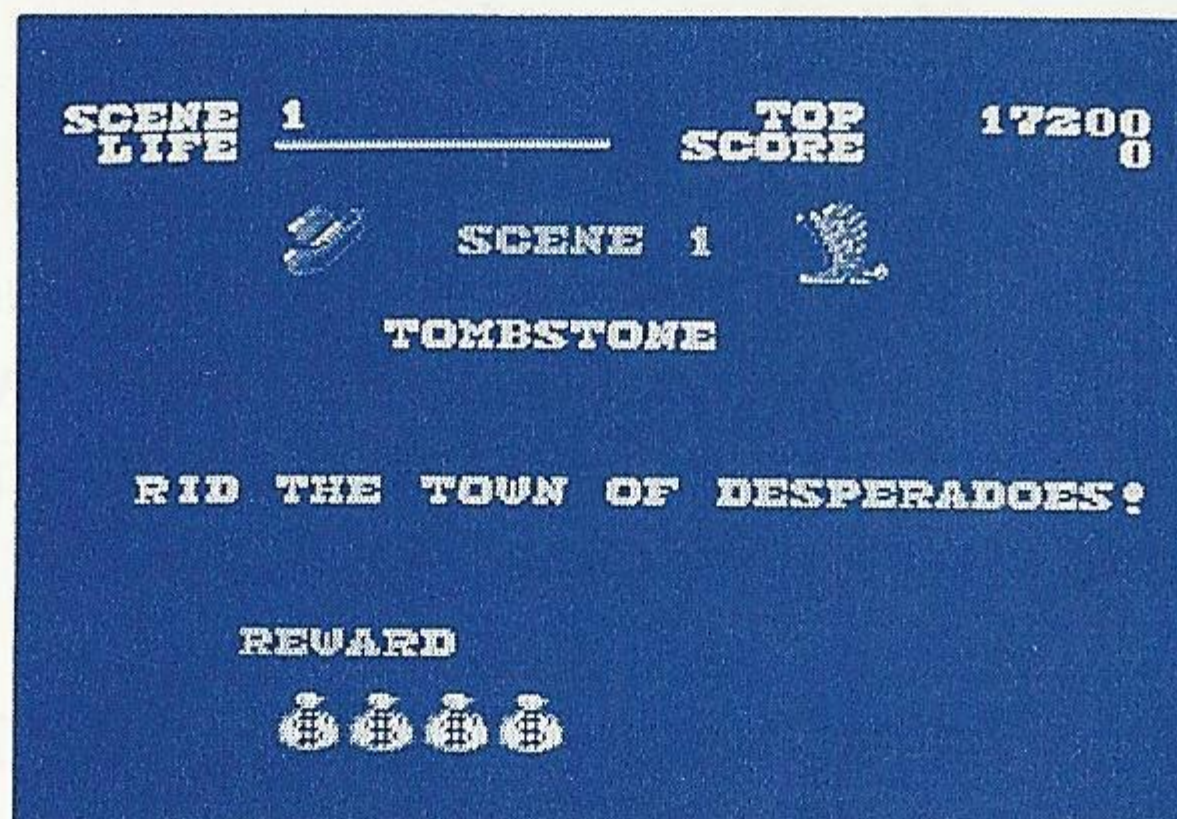 SCENE 1 TOP 17200
LIFE SCORE 0
SCENE 1
TOMBSTONE
RID THE TOWN OF DESPERADOES!
REWARD